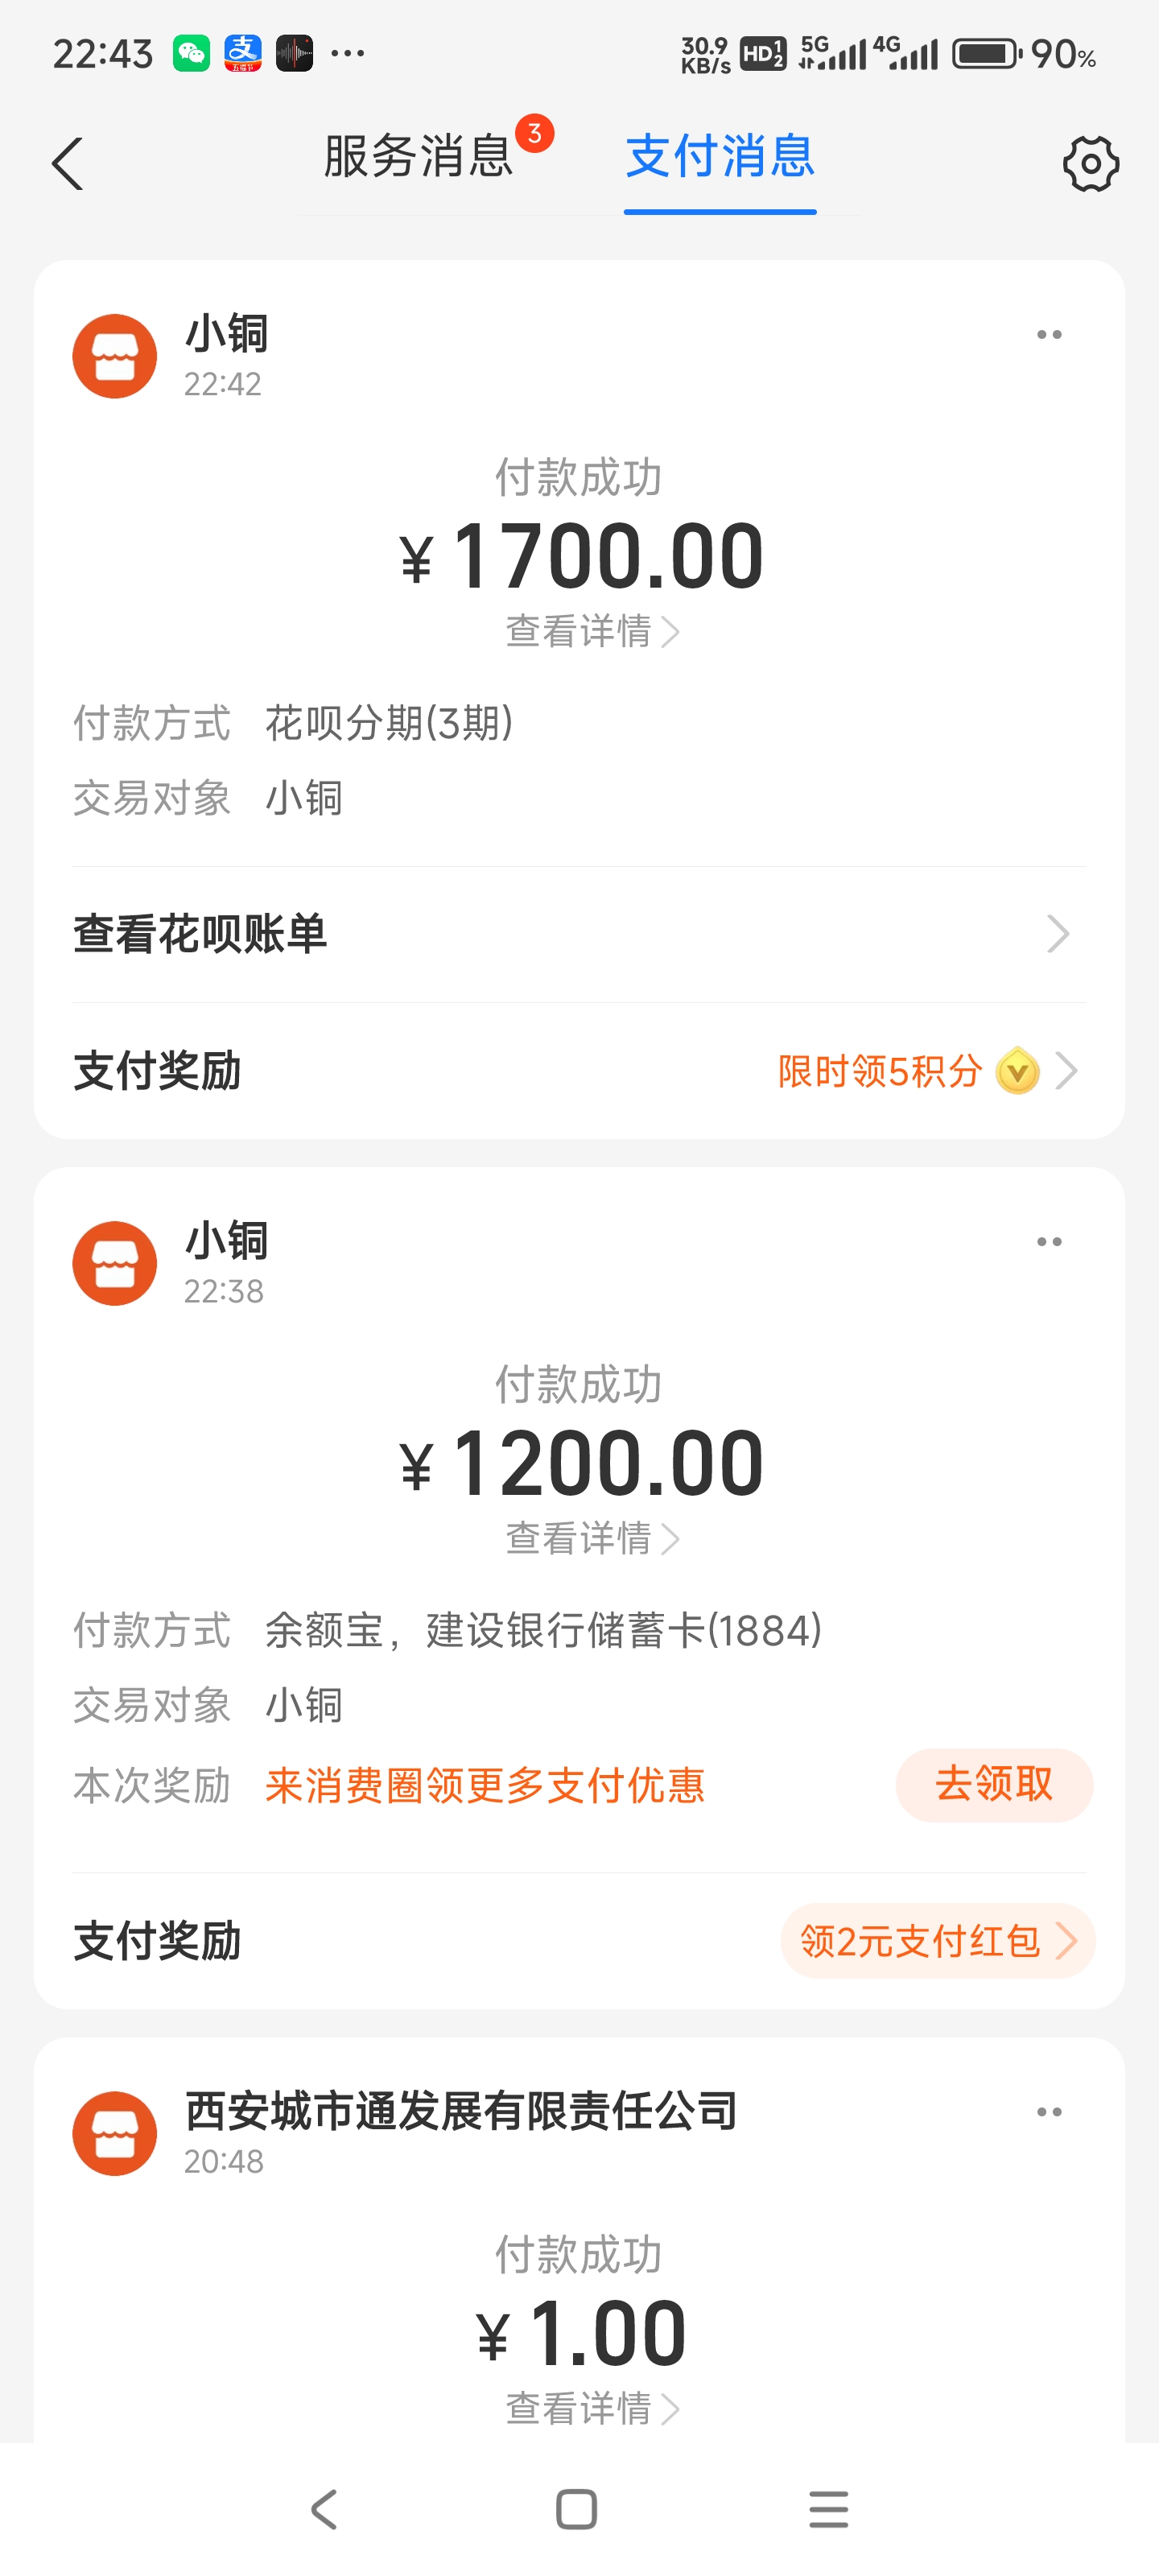 22:43 支 五福节 ··· 30.9 KB/s HD 1 2 5G 4G 90%
服务消息 3 支付消息
小铜
22:42
付款成功
¥ 1700.00
查看详情
付款方式 花呗分期(3期)
交易对象 小铜
查看花呗账单
支付奖励 限时领5积分
小铜
22:38
付款成功
¥ 1200.00
查看详情
付款方式 余额宝，建设银行储蓄卡(1884)
交易对象 小铜
本次奖励 来消费圈领更多支付优惠 去领取
支付奖励 领2元支付红包
西安城市通发展有限责任公司
20:48
付款成功
¥ 1.00
查看详情